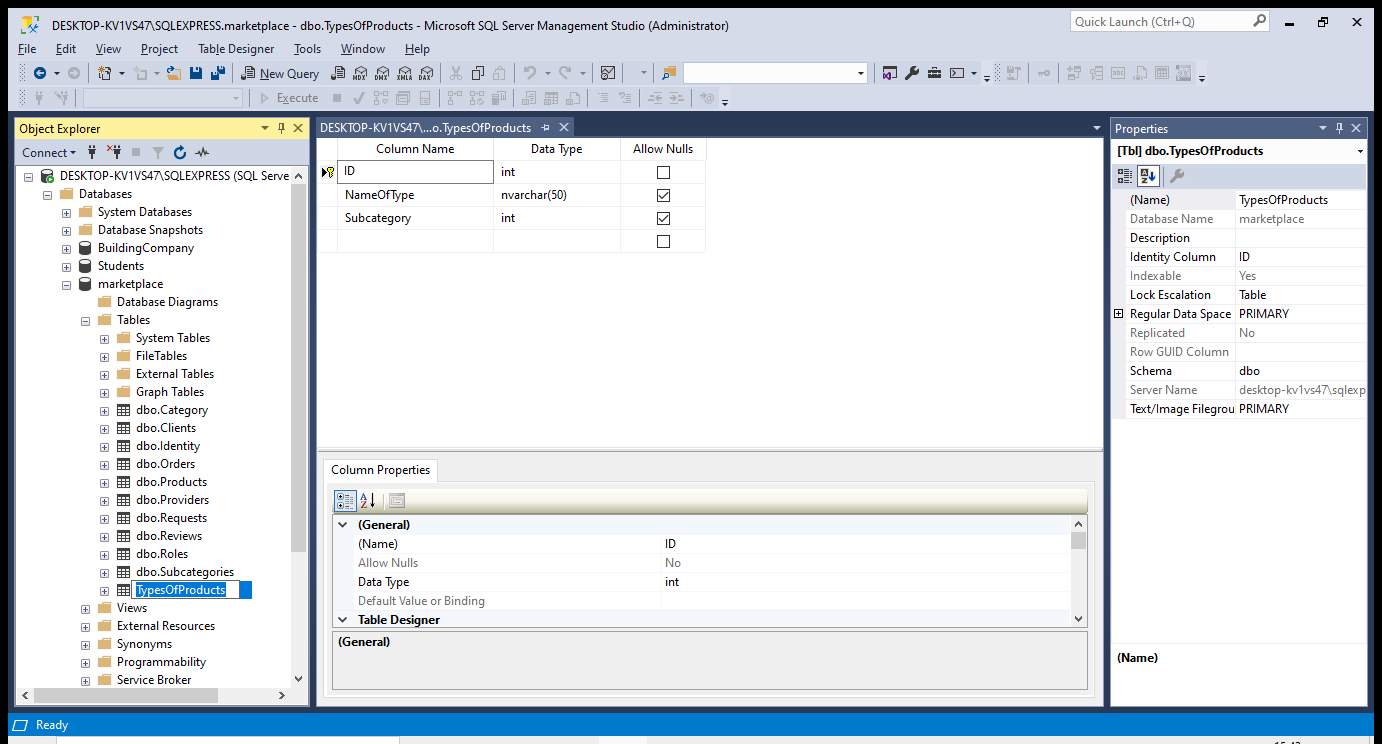 DESKTOP-KV1VS47\SQLEXPRESS.marketplace - dbo.TypesOfProducts - Microsoft SQL Server Management Studio (Administrator)
Quick Launch (Ctrl+Q)
File Edit View Project Table Designer Tools Window Help
New Query MDX DMX XMLA DAX
Execute
Object Explorer
Connect
DESKTOP-KV1VS47\SQLEXPRESS (SQL Serve
Databases
System Databases
Database Snapshots
BuildingCompany
Students
marketplace
Database Diagrams
Tables
System Tables
FileTables
External Tables
Graph Tables
dbo.Category
dbo.Clients
dbo.Identity
dbo.Orders
dbo.Products
dbo.Providers
dbo.Requests
dbo.Reviews
dbo.Roles
dbo.Subcategories
TypesOfProducts
Views
External Resources
Synonyms
Programmability
Service Broker
DESKTOP-KV1VS47\...o.TypesOfProducts
Column Name Data Type Allow Nulls
ID int
NameOfType nvarchar(50)
Subcategory int
Column Properties
(General)
(Name) ID
Allow Nulls No
Data Type int
Default Value or Binding
Table Designer
(General)
Properties
[Tbl] dbo.TypesOfProducts
(Name) TypesOfProducts
Database Name marketplace
Description
Identity Column ID
Indexable Yes
Lock Escalation Table
Regular Data Space PRIMARY
Replicated No
Row GUID Column
Schema dbo
Server Name desktop-kv1vs47\sqlexp
Text/Image Filegrou PRIMARY
(Name)
Ready